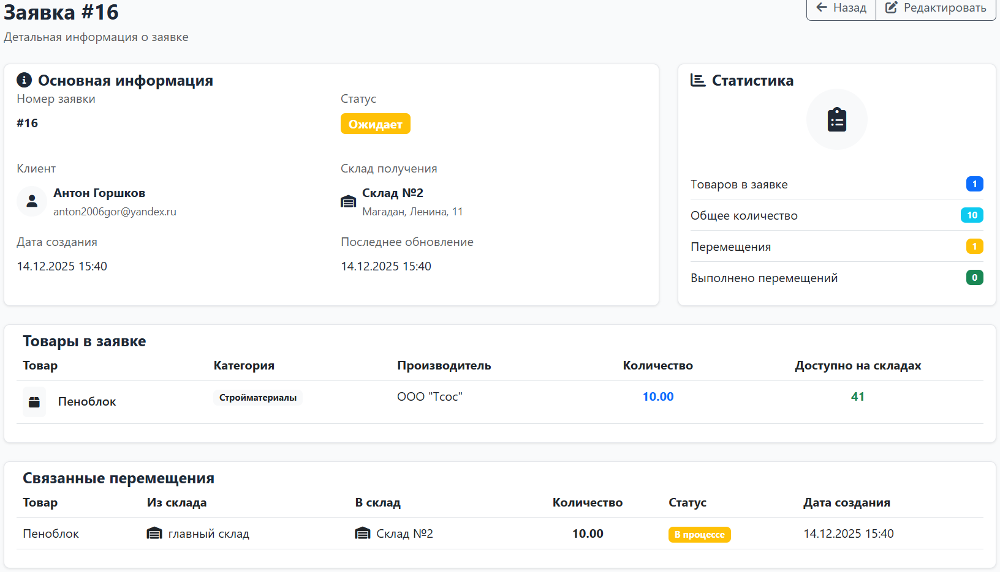 Заявка #16
Назад
Редактировать
Детальная информация о заявке
Основная информация
Номер заявки
Статус
#16
Ожидает
Клиент
Склад получения
Антон Горшков
anton2006gor@yandex.ru
Склад №2
Магадан, Ленина, 11
Дата создания
Последнее обновление
14.12.2025 15:40
14.12.2025 15:40
Статистика
Товаров в заявке 1
Общее количество 10
Перемещения 1
Выполнено перемещений 0
Товары в заявке
Товар Категория Производитель Количество Доступно на складах
Пеноблок Стройматериалы ООО "Тсос" 10.00 41
Связанные перемещения
Товар Из склада В склад Количество Статус Дата создания
Пеноблок главный склад Склад №2 10.00 В процессе 14.12.2025 15:40